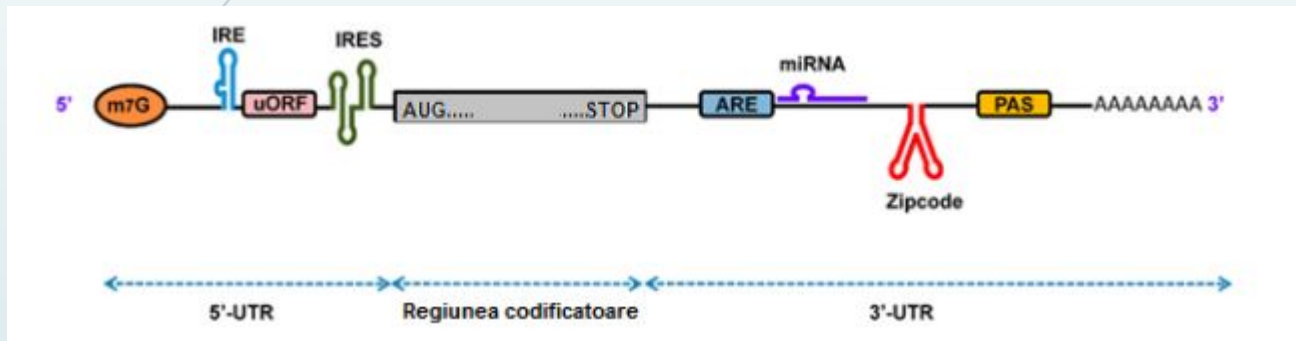 IRE
IRES
miRNA
5'
m7G
uORF
AUG.....
.....STOP
ARE
PAS
AAAAAAAA 3'
Zipcode
5'-UTR
Regiunea codificatoare
3'-UTR